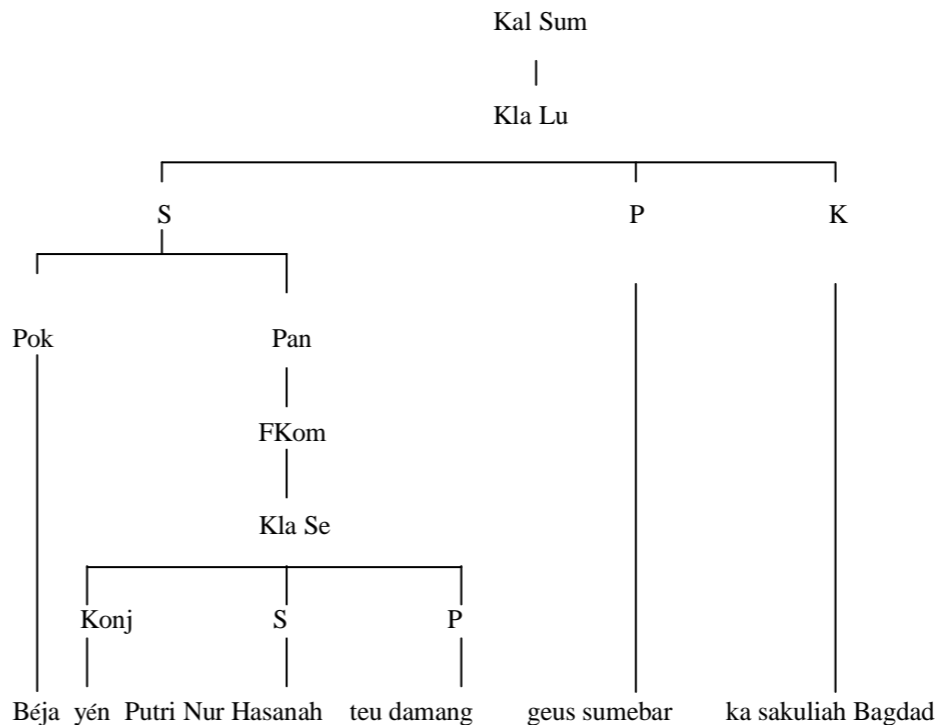 Kal Sum
Kla Lu
S P K
Pok Pan
FKom
Kla Se
Konj S P
Béja yén Putri Nur Hasanah teu damang geus sumebar ka sakuliah Bagdad